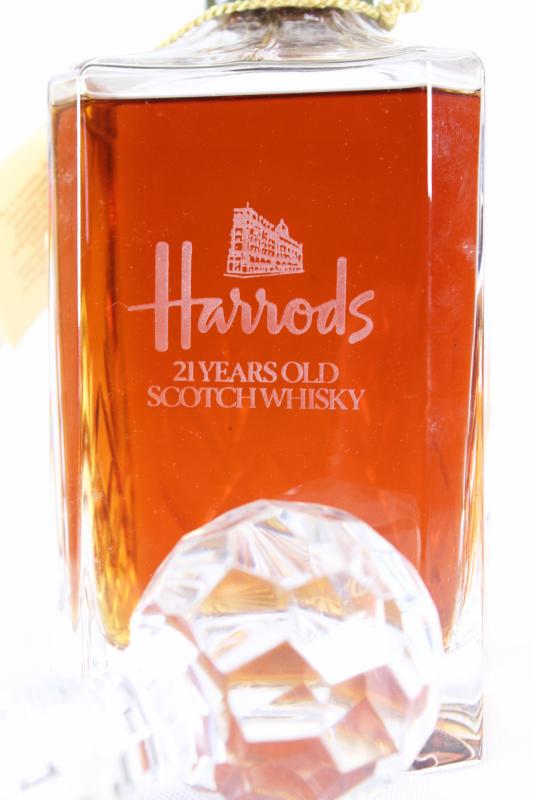 Harrods
21 YEARS OLD
SCOTCH WHISKY